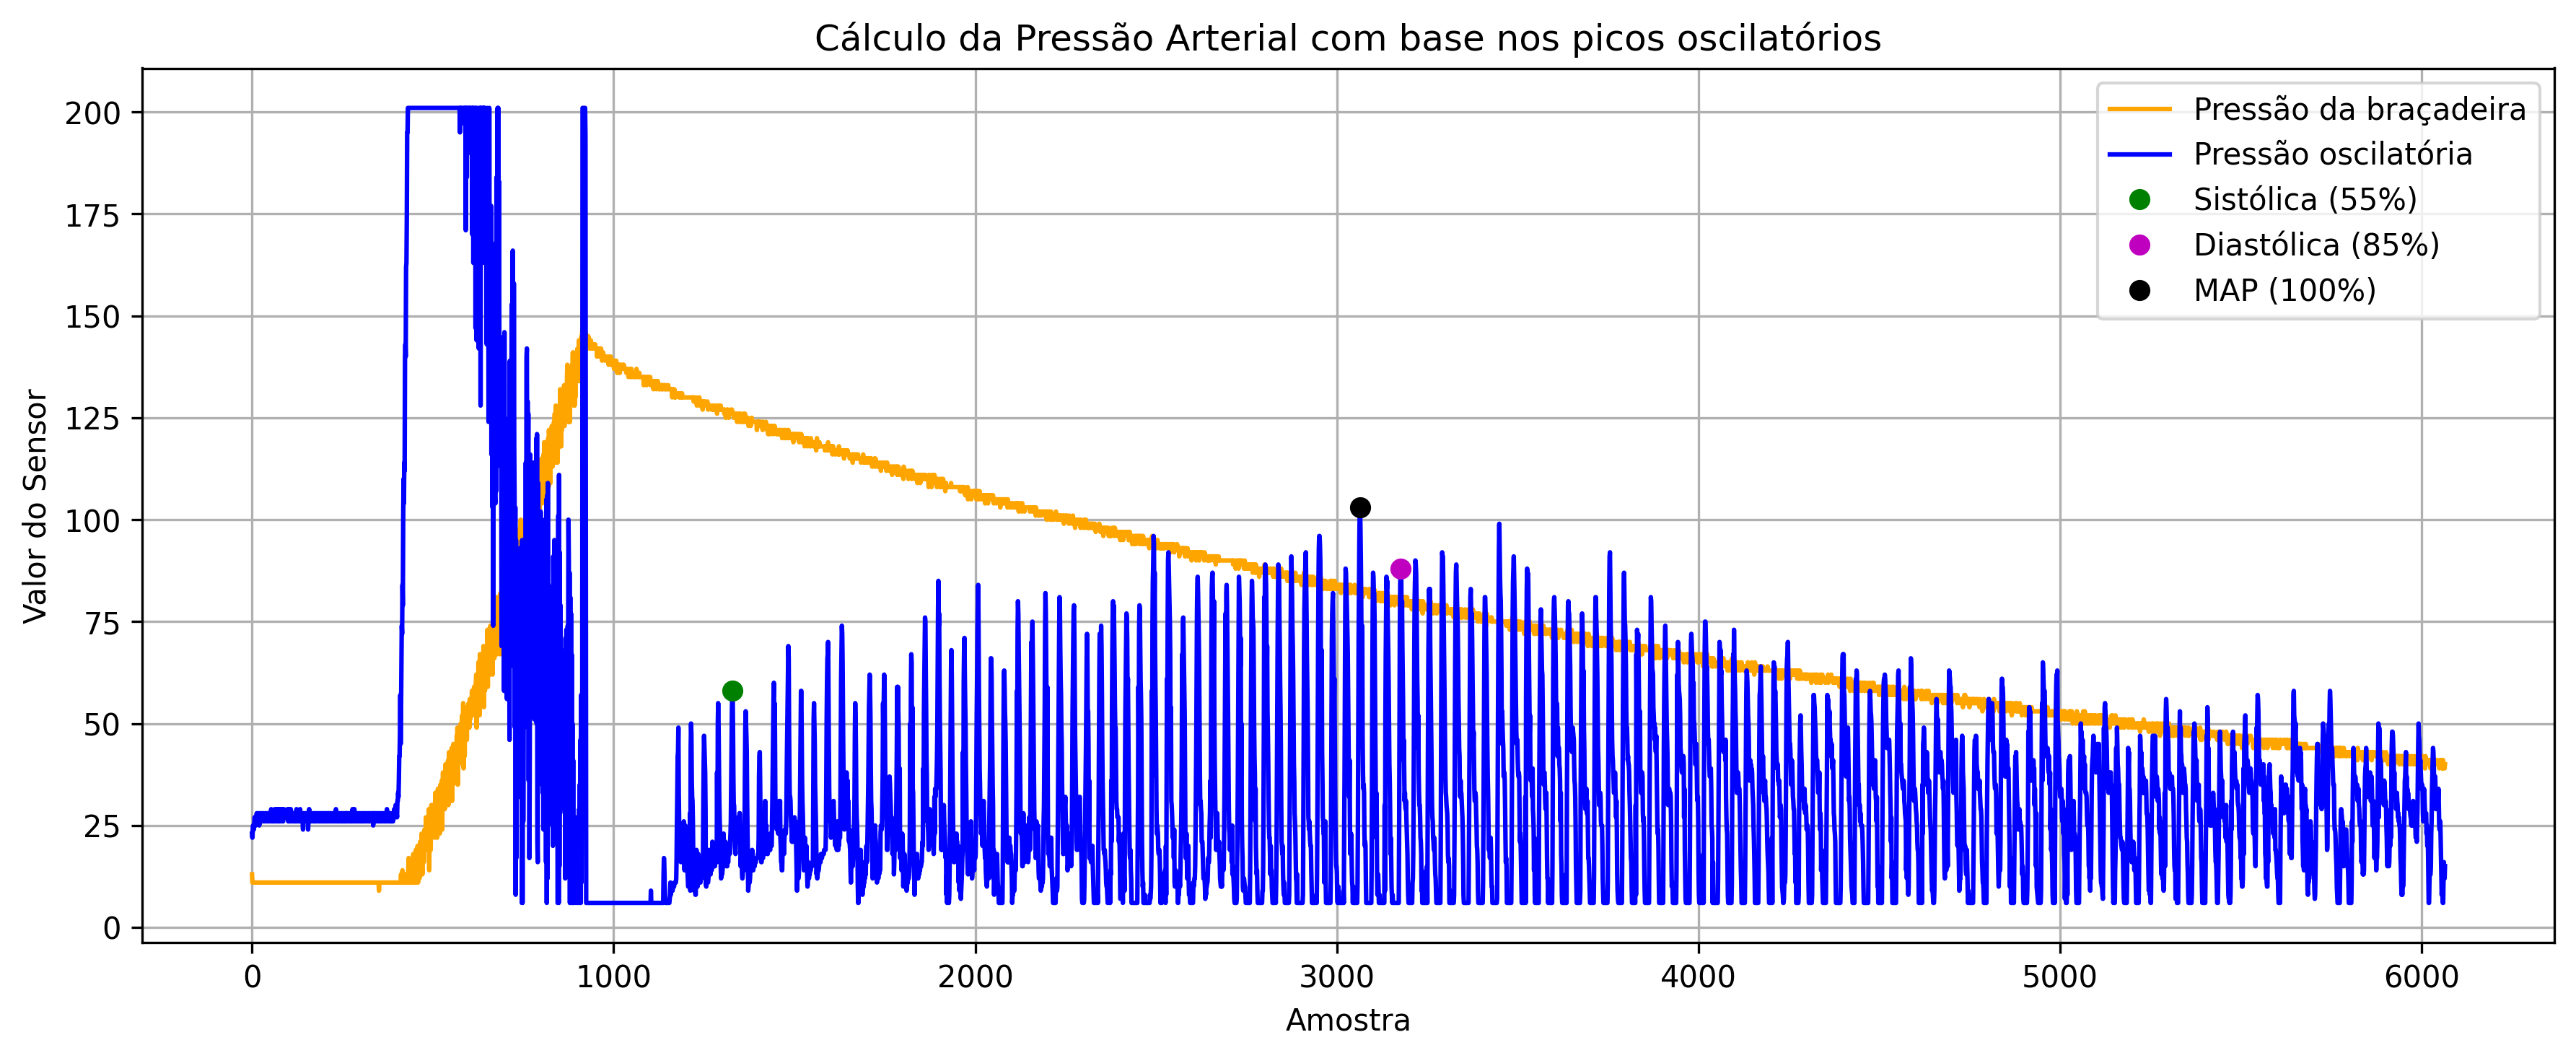 Cálculo da Pressão Arterial com base nos picos oscilatórios
Pressão da braçadeira
Pressão oscilatória
Sistólica (55%)
Diastólica (85%)
MAP (100%)
Valor do Sensor
200
175
150
125
100
75
50
25
0
0 1000 2000 3000 4000 5000 6000
Amostra